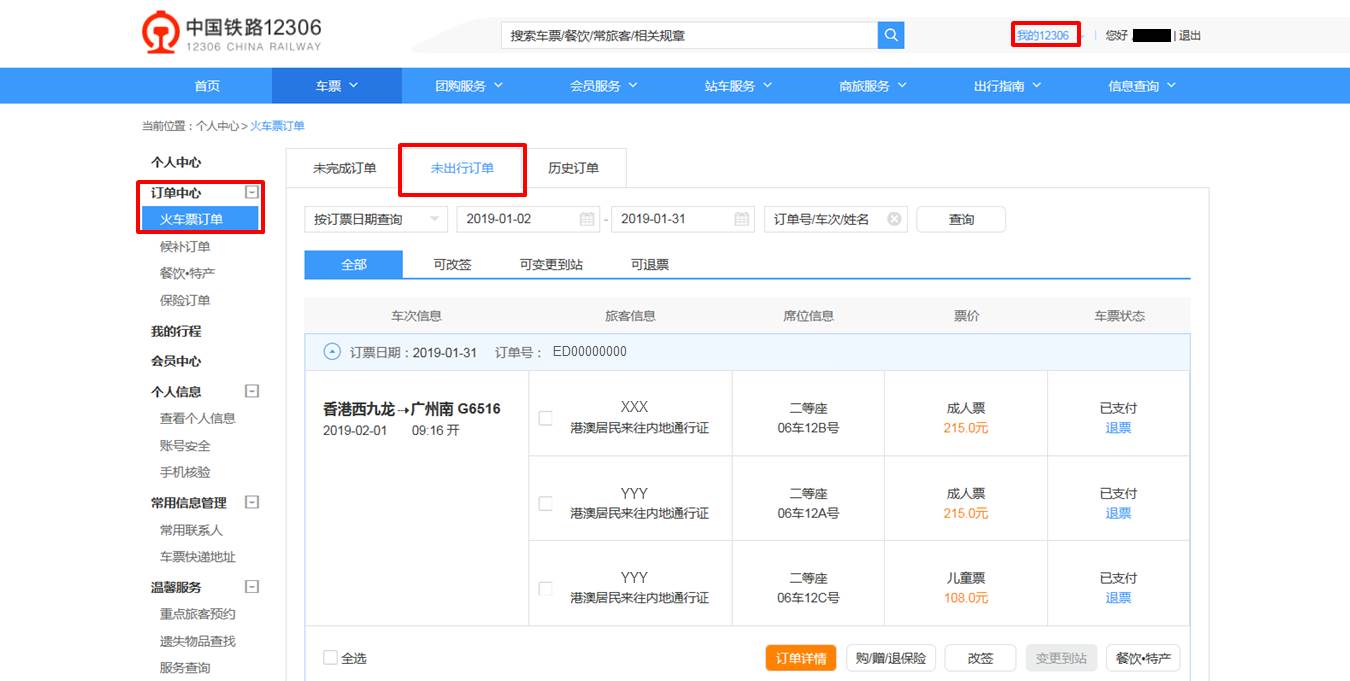 中国铁路12306
12306 CHINA RAILWAY
搜索车票/餐饮/常旅客/相关规章
我的12306 | 您好 | 退出
首页 车票 团购服务 会员服务 站车服务 商旅服务 出行指南 信息查询
当前位置：个人中心 > 火车票订单
个人中心
订单中心
火车票订单
候补订单
餐饮•特产
保险订单
我的行程
会员中心
个人信息
查看个人信息
账号安全
手机核验
常用信息管理
常用联系人
车票快递地址
温馨服务
重点旅客预约
遗失物品查找
服务查询
未完成订单 未出行订单 历史订单
按订票日期查询 2019-01-02 - 2019-01-31 订单号/车次/姓名 查询
全部 可改签 可变更到站 可退票
车次信息 旅客信息 席位信息 票价 车票状态
订票日期：2019-01-31 订单号： ED00000000
香港西九龙→广州南 G6516
2019-02-01 09:16 开
XXX 二等座 成人票 已支付
港澳居民来往内地通行证 06车12B号 215.0元 退票
YYY 二等座 成人票 已支付
港澳居民来往内地通行证 06车12A号 215.0元 退票
YYY 二等座 儿童票 已支付
港澳居民来往内地通行证 06车12C号 108.0元 退票
全选 订单详情 购/赠/退保险 改签 变更到站 餐饮•特产